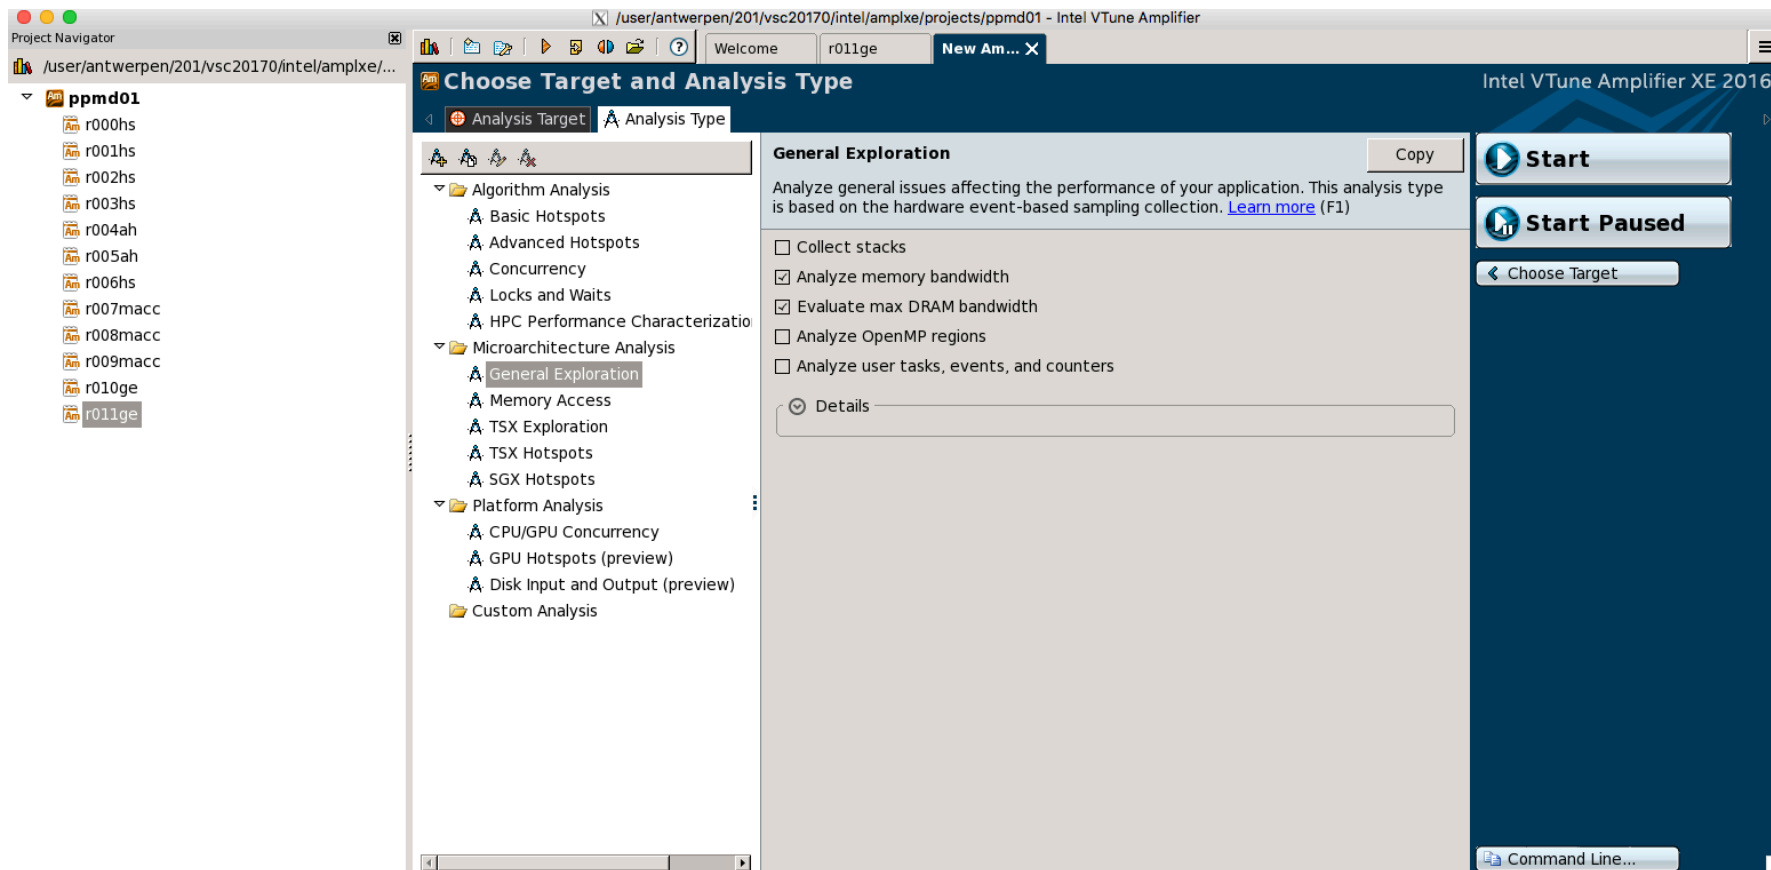 /user/antwerpen/201/vsc20170/intel/amplxe/projects/ppmd01 - Intel VTune Amplifier
Project Navigator
/user/antwerpen/201/vsc20170/intel/amplxe/...
ppmd01
r000hs
r001hs
r002hs
r003hs
r004ah
r005ah
r006hs
r007macc
r008macc
r009macc
r010ge
r011ge
Welcome
r011ge
New Am...
Choose Target and Analysis Type
Intel VTune Amplifier XE 2016
Analysis Target
Analysis Type
Algorithm Analysis
Basic Hotspots
Advanced Hotspots
Concurrency
Locks and Waits
HPC Performance Characterizatio
Microarchitecture Analysis
General Exploration
Memory Access
TSX Exploration
TSX Hotspots
SGX Hotspots
Platform Analysis
CPU/GPU Concurrency
GPU Hotspots (preview)
Disk Input and Output (preview)
Custom Analysis
General Exploration
Copy
Analyze general issues affecting the performance of your application. This analysis type
is based on the hardware event-based sampling collection. Learn more (F1)
Collect stacks
Analyze memory bandwidth
Evaluate max DRAM bandwidth
Analyze OpenMP regions
Analyze user tasks, events, and counters
Details
Start
Start Paused
Choose Target
Command Line...